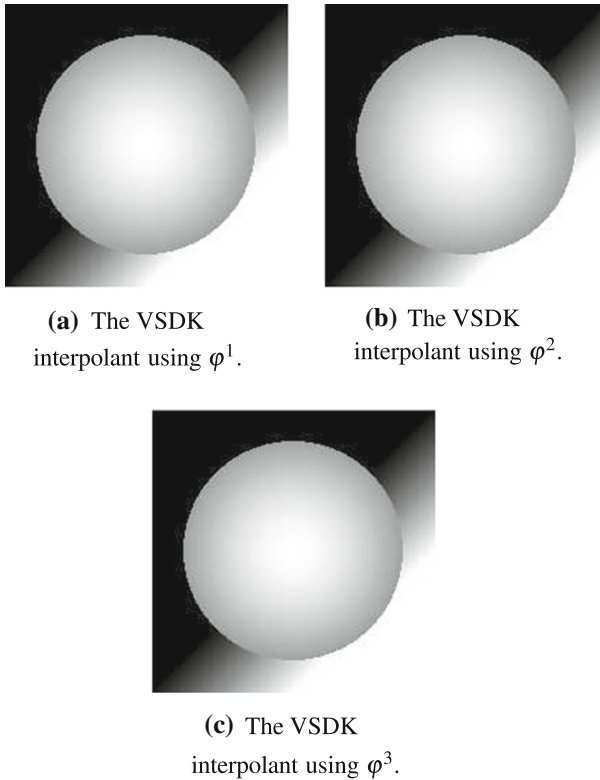 (a) The VSDK
interpolant using φ¹.
(b) The VSDK
interpolant using φ².
(c) The VSDK
interpolant using φ³.